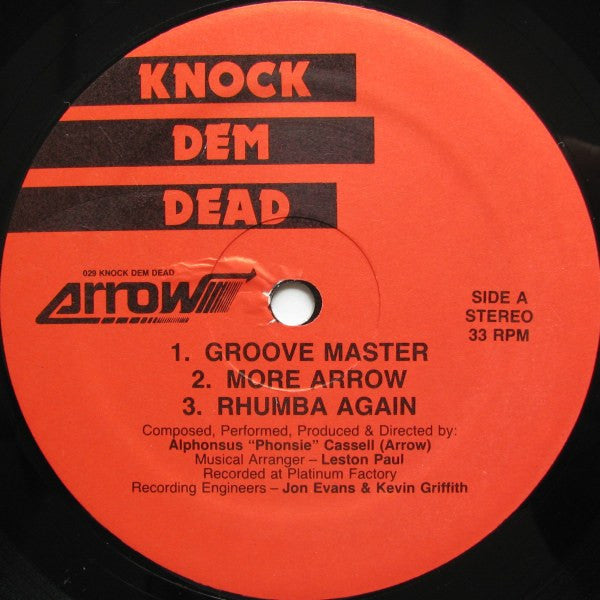 KNOCK
DEM
DEAD
029 KNOCK DEM DEAD
arrow
SIDE A
STEREO
33 RPM
1. GROOVE MASTER
2. MORE ARROW
3. RHUMBA AGAIN
Composed, Performed, Produced & Directed by:
Alphonsus "Phonsie" Cassell (Arrow)
Musical Arranger – Leston Paul
Recorded at Platinum Factory
Recording Engineers – Jon Evans & Kevin Griffith